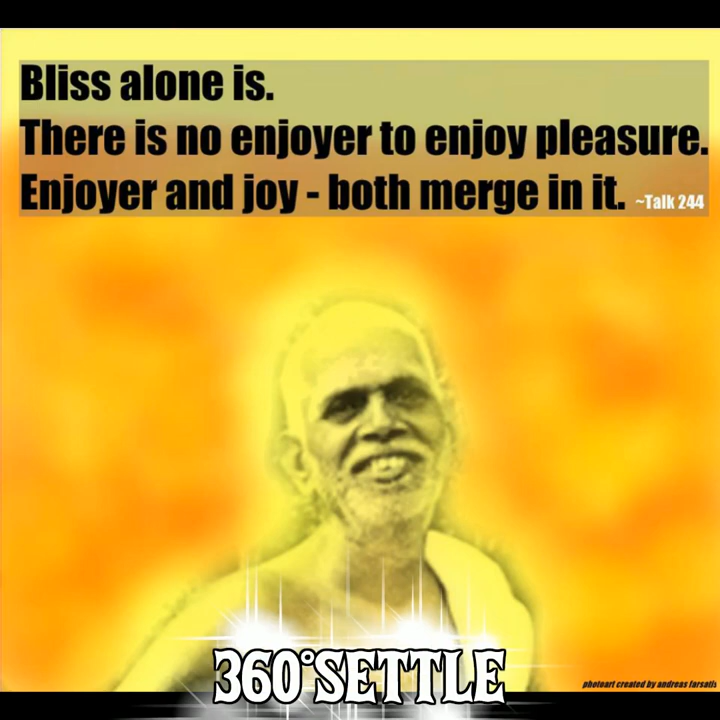 Bliss alone is.
There is no enjoyer to enjoy pleasure.
Enjoyer and joy - both merge in it. ~Talk 244
360°SETTLE
photoart created by andreas farsatis